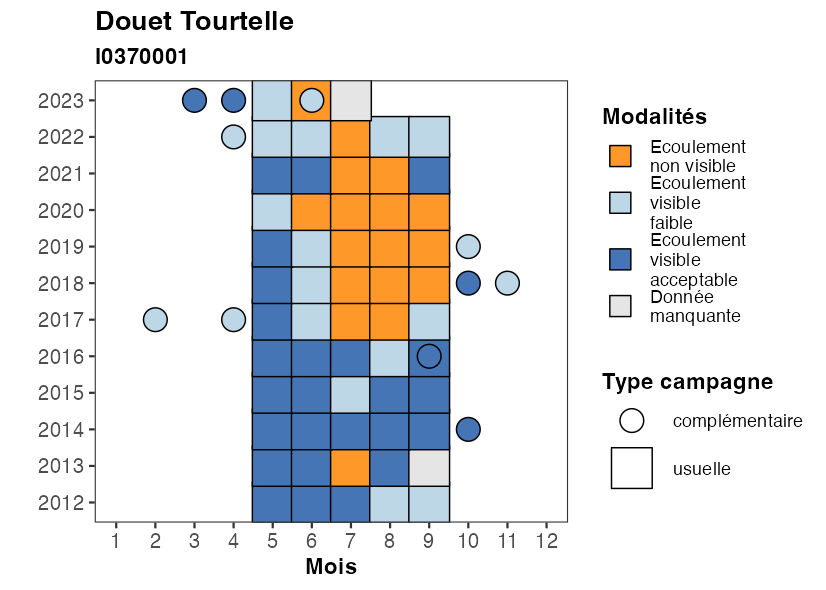 Douet Tourtelle
I0370001
2023
2022
2021
2020
2019
2018
2017
2016
2015
2014
2013
2012
1 2 3 4 5 6 7 8 9 10 11 12
Mois
Modalités
Ecoulement
non visible
Ecoulement
visible
faible
Ecoulement
visible
acceptable
Donnée
manquante
Type campagne
complémentaire
usuelle